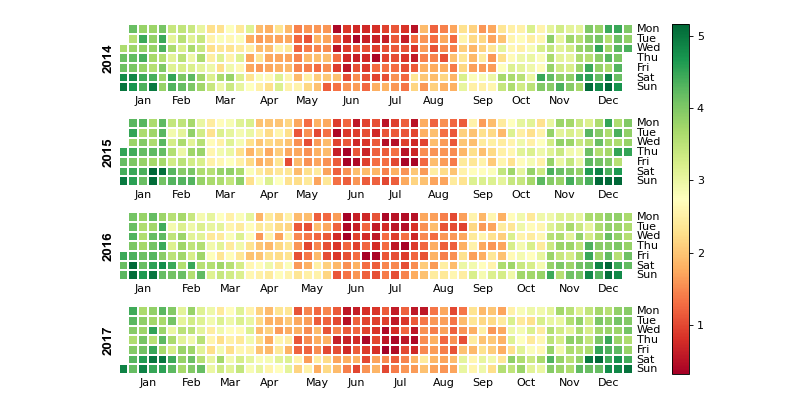 2014
Mon
Tue
Wed
Thu
Fri
Sat
Sun
Jan Feb Mar Apr May Jun Jul Aug Sep Oct Nov Dec
2015
Mon
Tue
Wed
Thu
Fri
Sat
Sun
Jan Feb Mar Apr May Jun Jul Aug Sep Oct Nov Dec
2016
Mon
Tue
Wed
Thu
Fri
Sat
Sun
Jan Feb Mar Apr May Jun Jul Aug Sep Oct Nov Dec
2017
Mon
Tue
Wed
Thu
Fri
Sat
Sun
Jan Feb Mar Apr May Jun Jul Aug Sep Oct Nov Dec
5
4
3
2
1